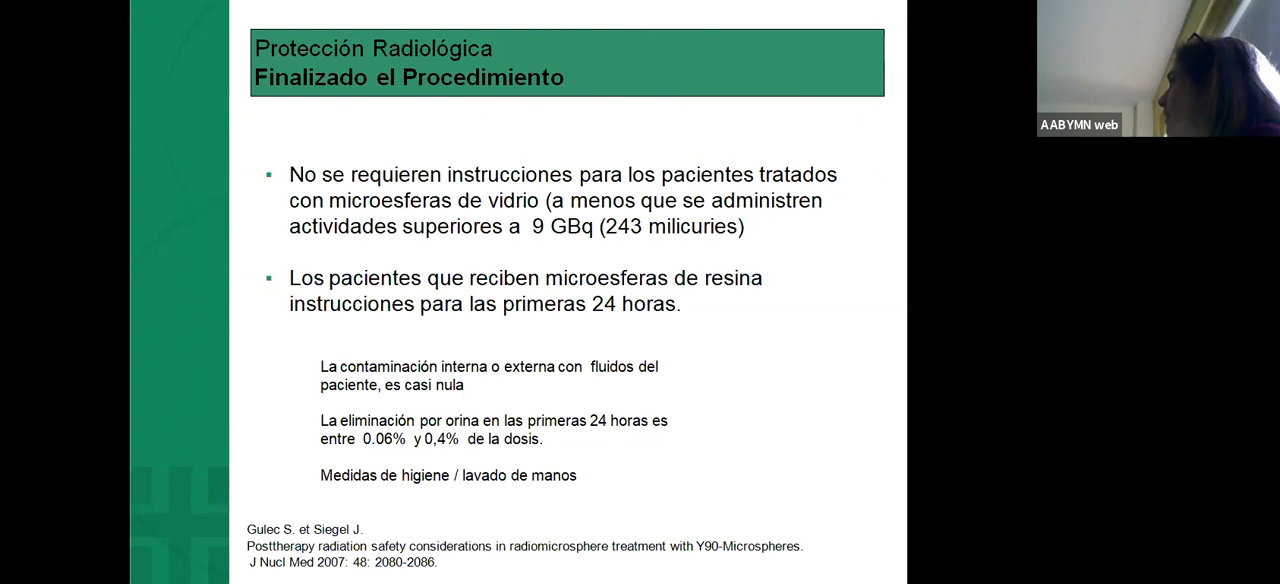 Protección Radiológica
Finalizado el Procedimiento
AABYMN web
▪ No se requieren instrucciones para los pacientes tratados
con microesferas de vidrio (a menos que se administren
actividades superiores a 9 GBq (243 milicuries)
▪ Los pacientes que reciben microesferas de resina
instrucciones para las primeras 24 horas.
La contaminación interna o externa con fluidos del
paciente, es casi nula
La eliminación por orina en las primeras 24 horas es
entre 0.06% y 0,4% de la dosis.
Medidas de higiene / lavado de manos
Gulec S. et Siegel J.
Posttherapy radiation safety considerations in radiomicrosphere treatment with Y90-Microspheres.
J Nucl Med 2007: 48: 2080-2086.